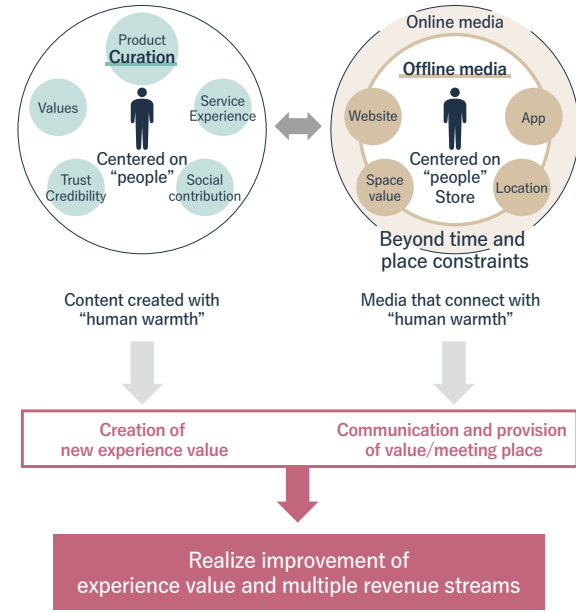 Product
Curation
Values
Service
Experience
Centered on
“people”
Trust
Credibility
Social
contribution
Online media
Offline media
Website
App
Centered on
“people”
Store
Space
value
Location
Beyond time and
place constraints
Content created with
“human warmth”
Media that connect with
“human warmth”
Creation of
new experience value
Communication and provision
of value/meeting place
Realize improvement of
experience value and multiple revenue streams